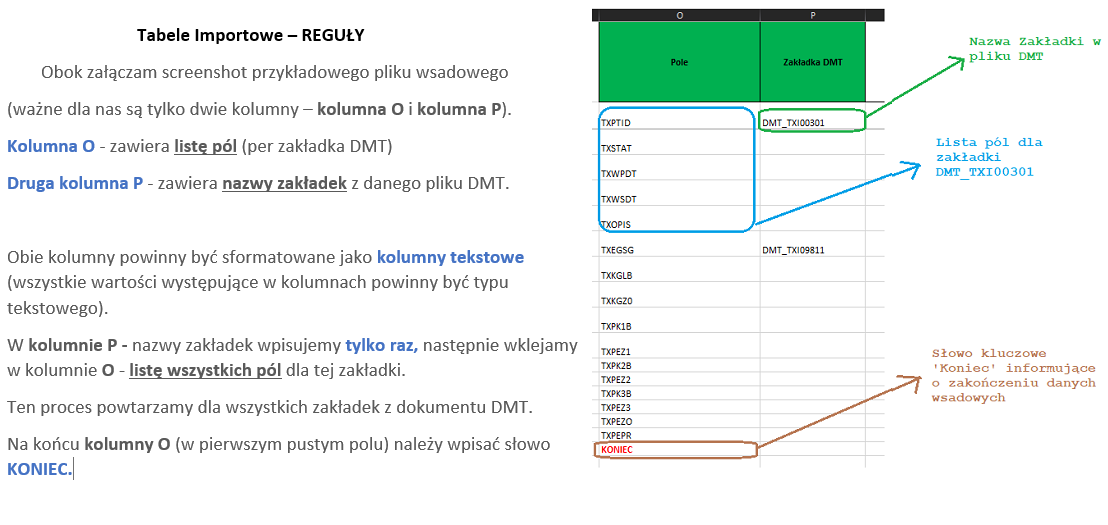 Tabele Importowe – REGUŁY
Obok załączam screenshot przykładowego pliku wsadowego
(ważne dla nas są tylko dwie kolumny – kolumna O i kolumna P).
Kolumna O - zawiera listę pól (per zakładka DMT)
Druga kolumna P - zawiera nazwy zakładek z danego pliku DMT.
Obie kolumny powinny być sformatowane jako kolumny tekstowe
(wszystkie wartości występujące w kolumnach powinny być typu
tekstowego).
W kolumnie P - nazwy zakładek wpisujemy tylko raz, następnie wklejamy
w kolumnie O - listę wszystkich pól dla tej zakładki.
Ten proces powtarzamy dla wszystkich zakładek z dokumentu DMT.
Na końcu kolumny O (w pierwszym pustym polu) należy wpisać słowo
KONIEC.
O P
Pole Zakładka DMT
TXPTID DMT_TXI00301
TXSTAT
TXWPDT
TXWSDT
TXOPIS
TXEGSG DMT_TXI09811
TXKGLB
TXKGZ0
TXPK1B
TXPEZ1
TXPK2B
TXPEZ2
TXPK3B
TXPEZ3
TXPEZO
TXPEPR
KONIEC
Nazwa Zakładki w
pliku DMT
Lista pól dla
zakładki
DMT_TXI00301
Słowo kluczowe
'Koniec' informujące
o zakończeniu danych
wsadowych